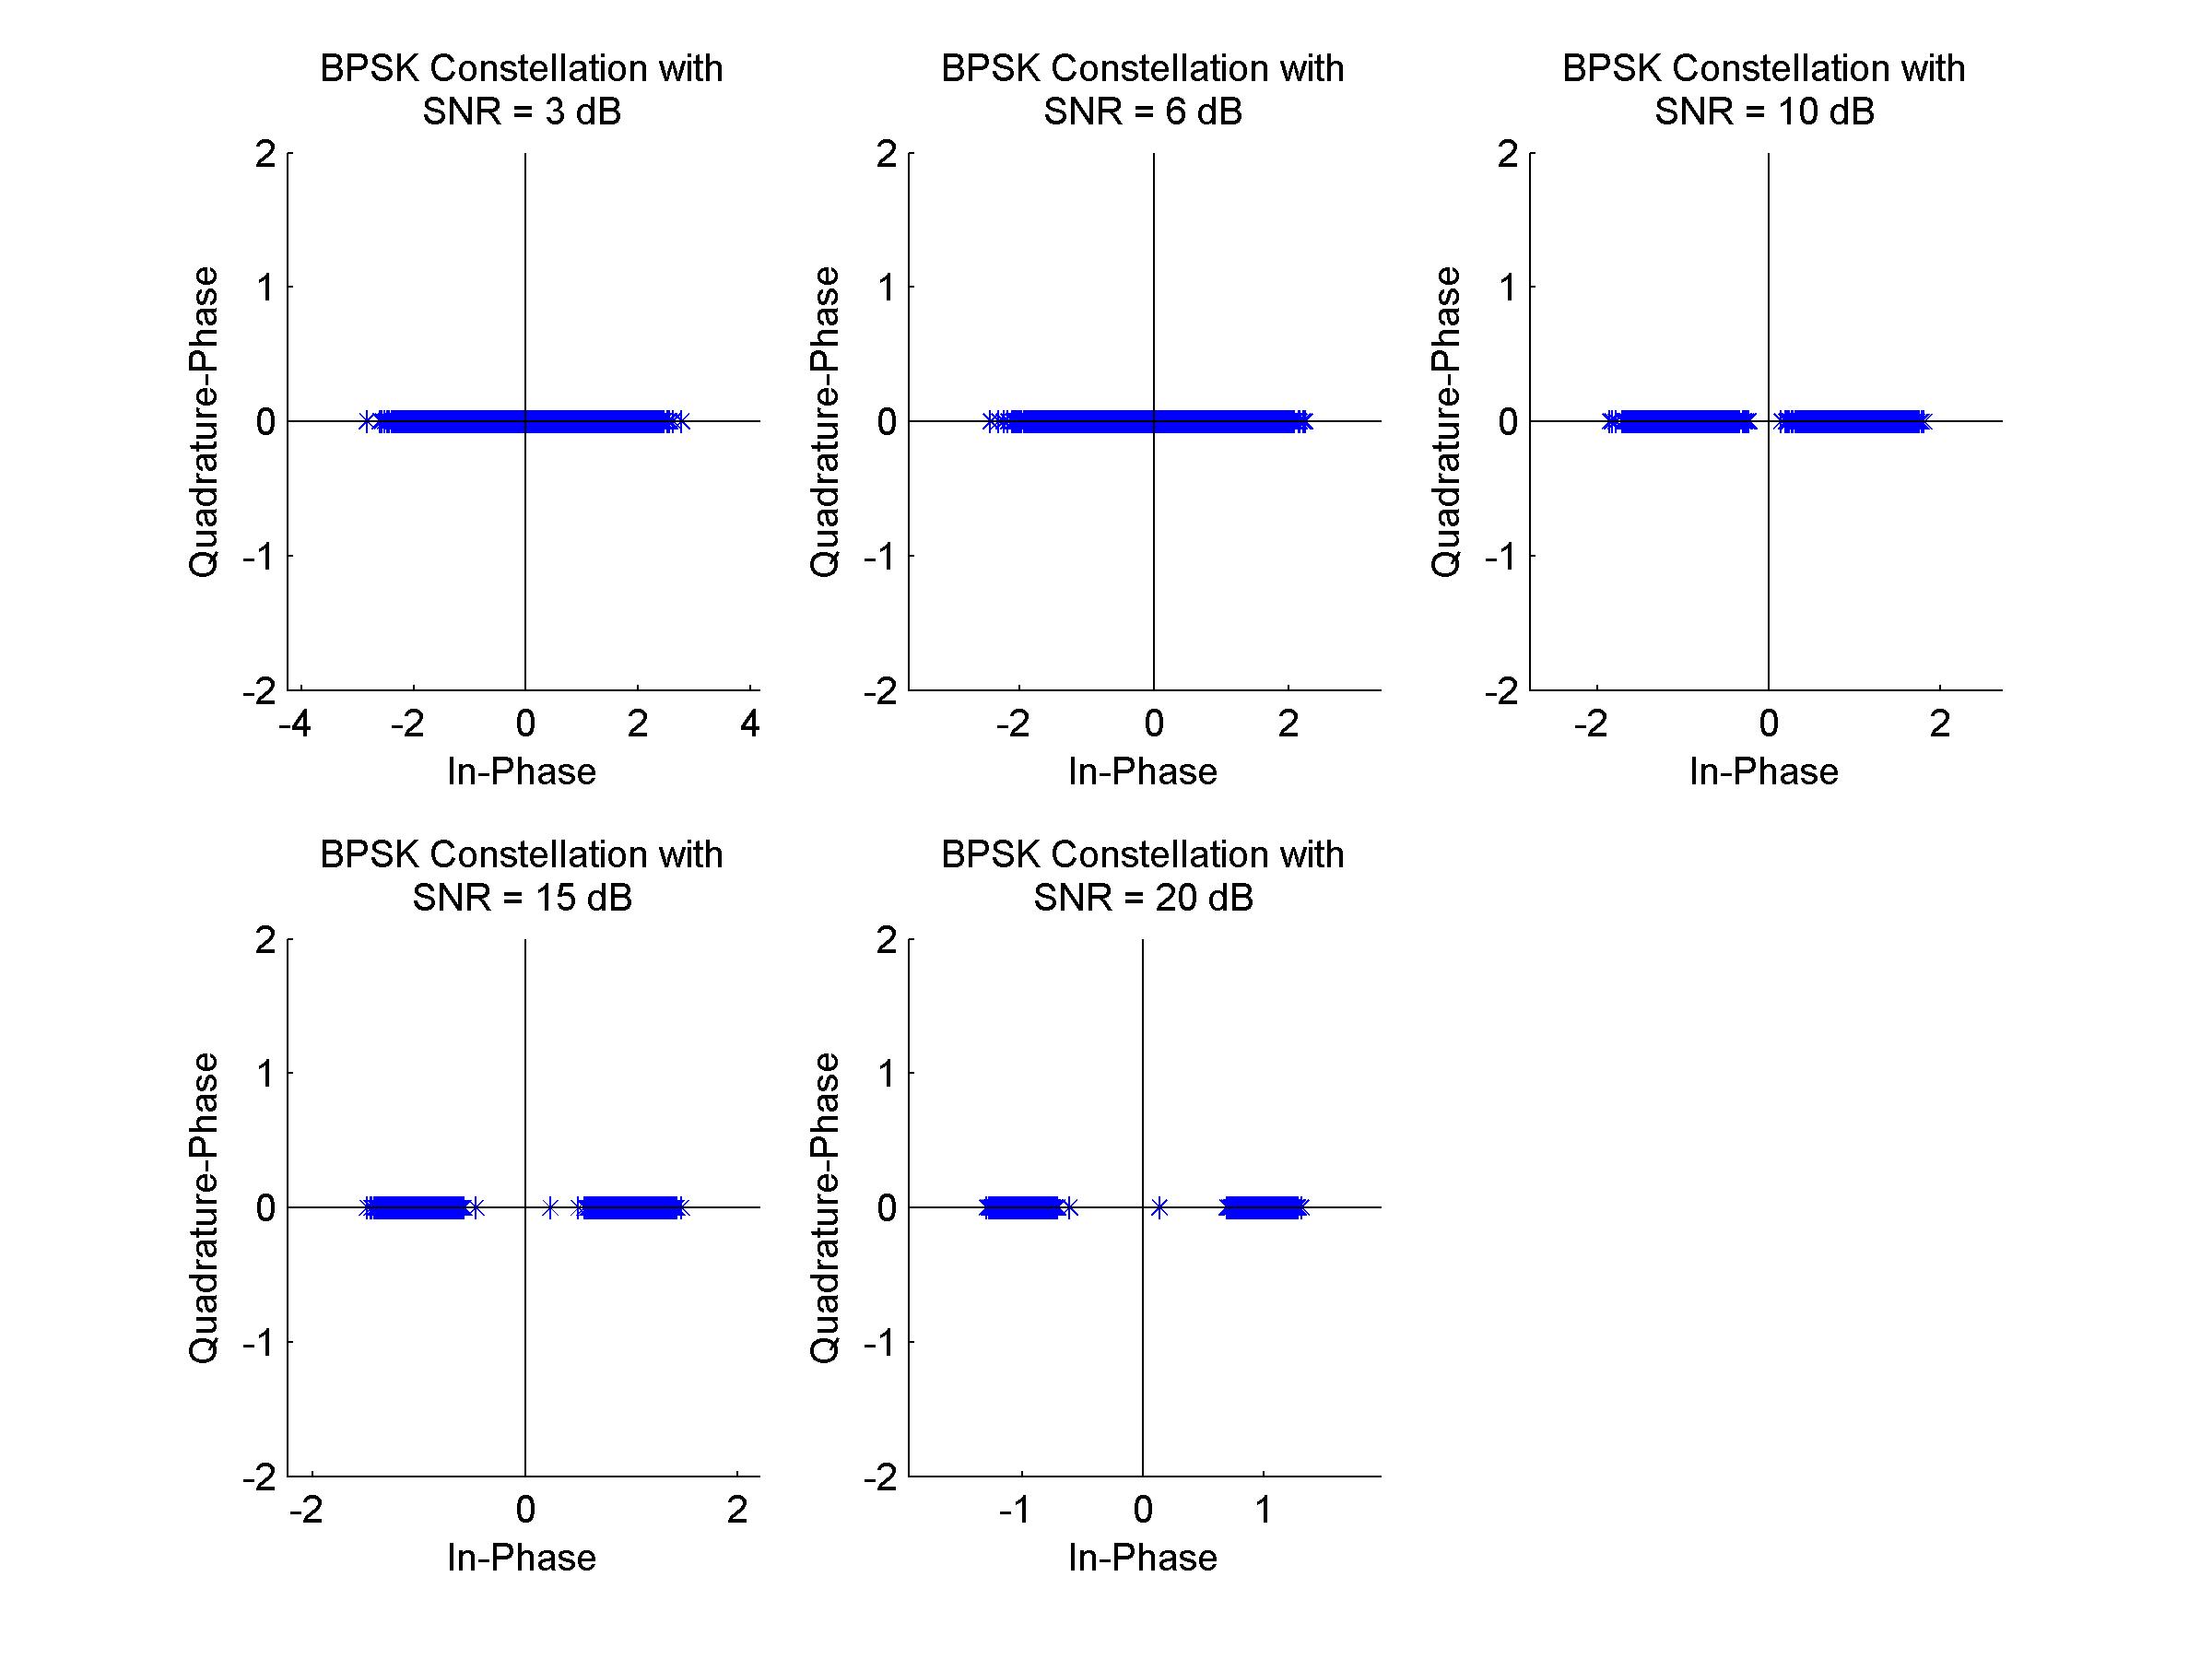 BPSK Constellation with
SNR = 3 dB
2
1
0
-1
-2
Quadrature-Phase
-4 -2 0 2 4
In-Phase
BPSK Constellation with
SNR = 6 dB
2
1
0
-1
-2
Quadrature-Phase
-2 0 2
In-Phase
BPSK Constellation with
SNR = 10 dB
2
1
0
-1
-2
Quadrature-Phase
-2 0 2
In-Phase
BPSK Constellation with
SNR = 15 dB
2
1
0
-1
-2
Quadrature-Phase
-2 0 2
In-Phase
BPSK Constellation with
SNR = 20 dB
2
1
0
-1
-2
Quadrature-Phase
-1 0 1
In-Phase